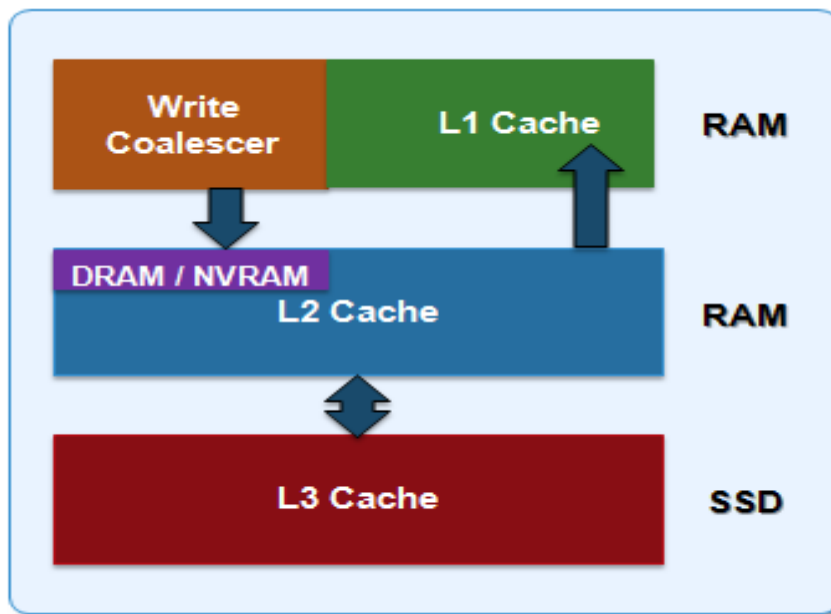 Write
Coalescer
L1 Cache
RAM
DRAM / NVRAM
L2 Cache
RAM
L3 Cache
SSD